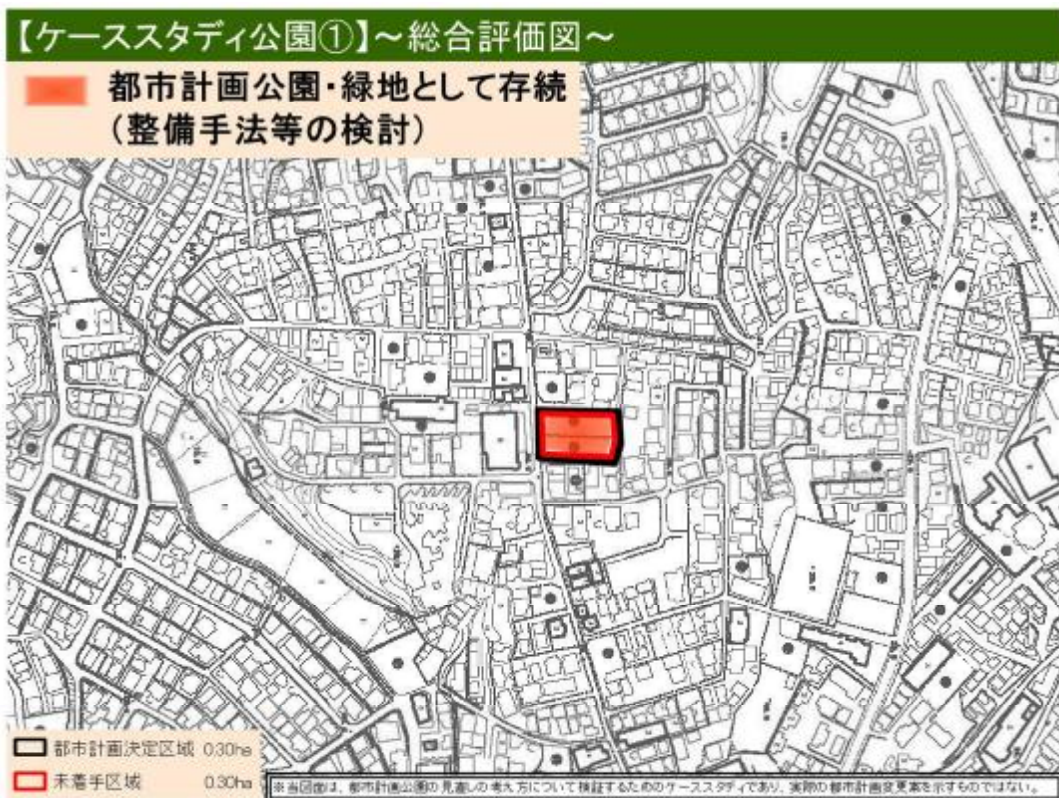 【ケーススタディ公園①】～総合評価図～
都市計画公園・緑地として存続
（整備手法等の検討）
都市計画決定区域 0.30ha
未着手区域 0.30ha
※当図面は、都市計画公園の見直しの考え方について検証するためのケーススタディであり、実際の都市計画変更案を示すものではない。